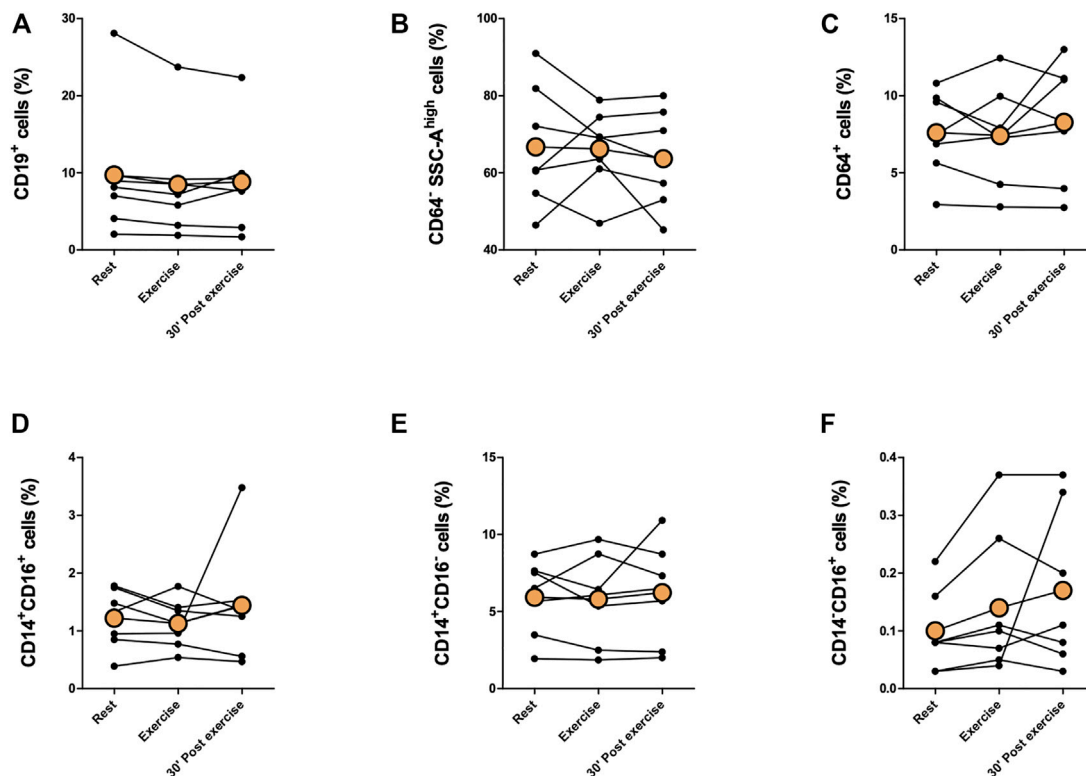 A
CD19⁺ cells (%)
30
20
10
0
Rest
Exercise
30' Post exercise
B
CD64⁻ SSC-A^high cells (%)
100
80
60
40
Rest
Exercise
30' Post exercise
C
CD64⁺ cells (%)
15
10
5
0
Rest
Exercise
30' Post exercise
D
CD14⁺CD16⁺ cells (%)
4
3
2
1
0
Rest
Exercise
30' Post exercise
E
CD14⁺CD16⁻ cells (%)
15
10
5
0
Rest
Exercise
30' Post exercise
F
CD14⁻CD16⁺ cells (%)
0.4
0.3
0.2
0.1
0.0
Rest
Exercise
30' Post exercise